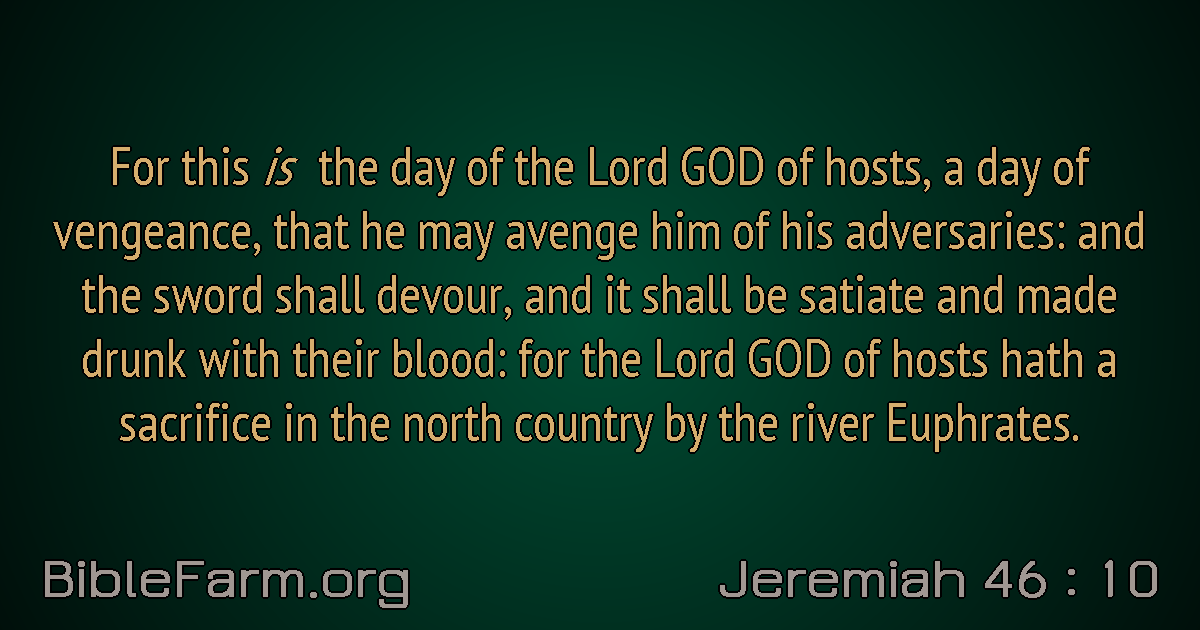 For this is the day of the Lord GOD of hosts, a day of
vengeance, that he may avenge him of his adversaries: and
the sword shall devour, and it shall be satiate and made
drunk with their blood: for the Lord GOD of hosts hath a
sacrifice in the north country by the river Euphrates.
BibleFarm.org
Jeremiah 46 : 10